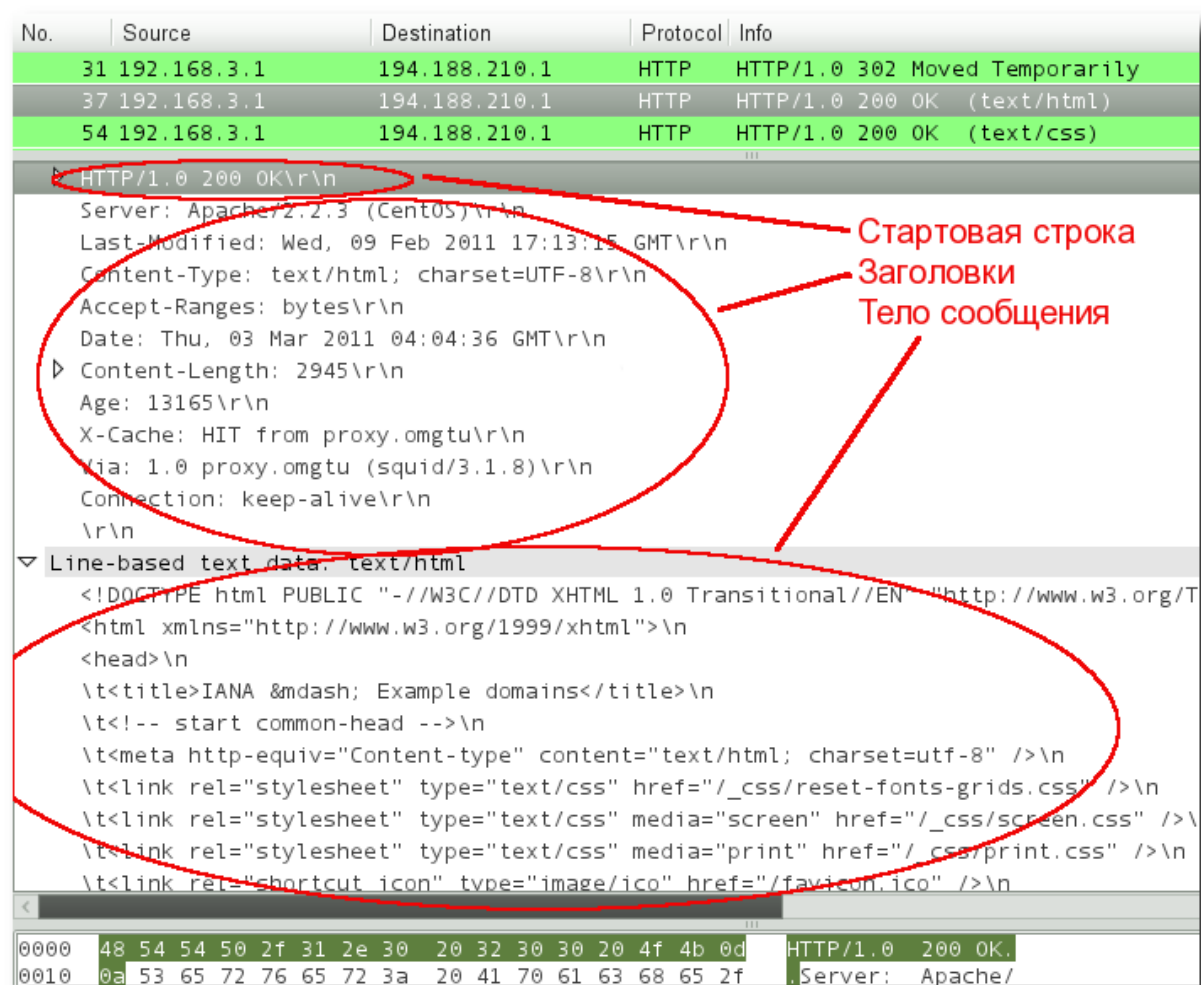 No. Source Destination Protocol Info
31 192.168.3.1 194.188.210.1 HTTP HTTP/1.0 302 Moved Temporarily
37 192.168.3.1 194.188.210.1 HTTP HTTP/1.0 200 OK (text/html)
54 192.168.3.1 194.188.210.1 HTTP HTTP/1.0 200 OK (text/css)
HTTP/1.0 200 OK\r\n
Server: Apache/2.2.3 (CentOS)\r\n
Last-Modified: Wed, 09 Feb 2011 17:13:15 GMT\r\n
Content-Type: text/html; charset=UTF-8\r\n
Accept-Ranges: bytes\r\n
Date: Thu, 03 Mar 2011 04:04:36 GMT\r\n
Content-Length: 2945\r\n
Age: 13165\r\n
X-Cache: HIT from proxy.omgtu\r\n
Via: 1.0 proxy.omgtu (squid/3.1.8)\r\n
Connection: keep-alive\r\n
\r\n
Стартовая строка
Заголовки
Тело сообщения
Line-based text data: text/html
<!DOCTYPE html PUBLIC "-//W3C//DTD XHTML 1.0 Transitional//EN" "http://www.w3.org/T
<html xmlns="http://www.w3.org/1999/xhtml">\n
<head>\n
\t<title>IANA &mdash; Example domains</title>\n
\t<!-- start common-head -->\n
\t<meta http-equiv="Content-type" content="text/html; charset=utf-8" />\n
\t<link rel="stylesheet" type="text/css" href="/_css/reset-fonts-grids.css" />\n
\t<link rel="stylesheet" type="text/css" media="screen" href="/_css/screen.css" />\
\t<link rel="stylesheet" type="text/css" media="print" href="/_css/print.css" />\n
\t<link rel="shortcut icon" type="image/ico" href="/favicon.ico" />\n
0000 48 54 54 50 2f 31 2e 30 20 32 30 30 20 4f 4b 0d HTTP/1.0 200 OK.
0010 0a 53 65 72 76 65 72 3a 20 41 70 61 63 68 65 2f .Server: Apache/